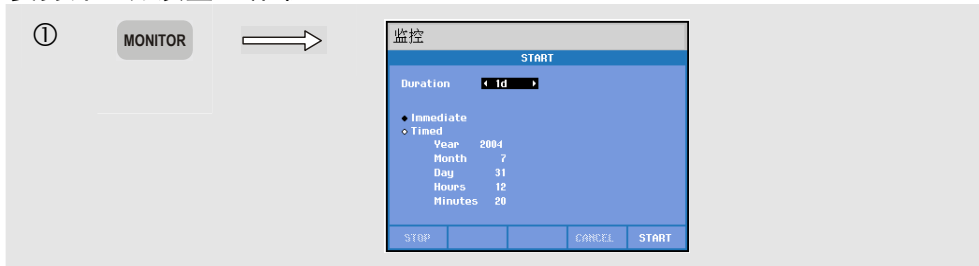 ①
MONITOR
监控
START
Duration 1d
Immediate
Timed
Year 2004
Month 7
Day 31
Hours 12
Minutes 20
STOP CANCEL START